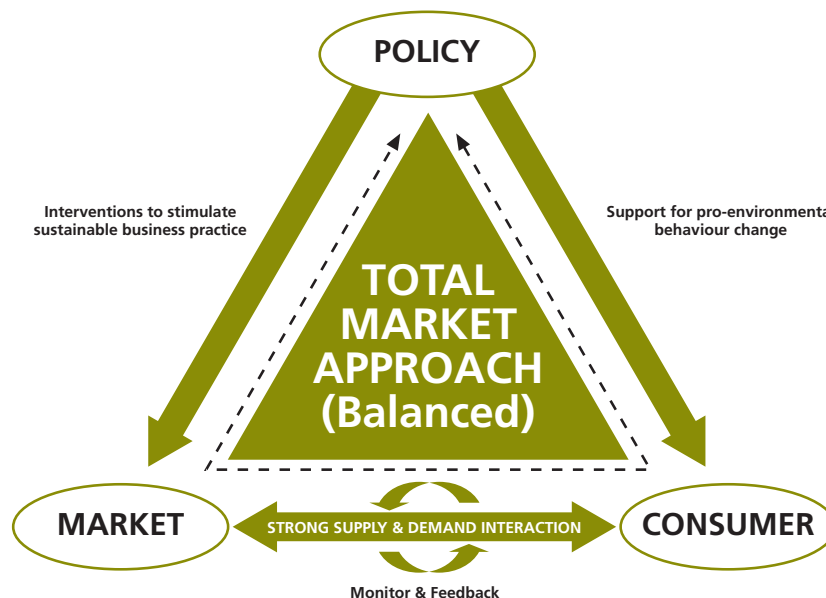 POLICY
Interventions to stimulate
sustainable business practice
Support for pro-environmenta
behaviour change
TOTAL
MARKET
APPROACH
(Balanced)
MARKET
STRONG SUPPLY & DEMAND INTERACTION
CONSUMER
Monitor & Feedback